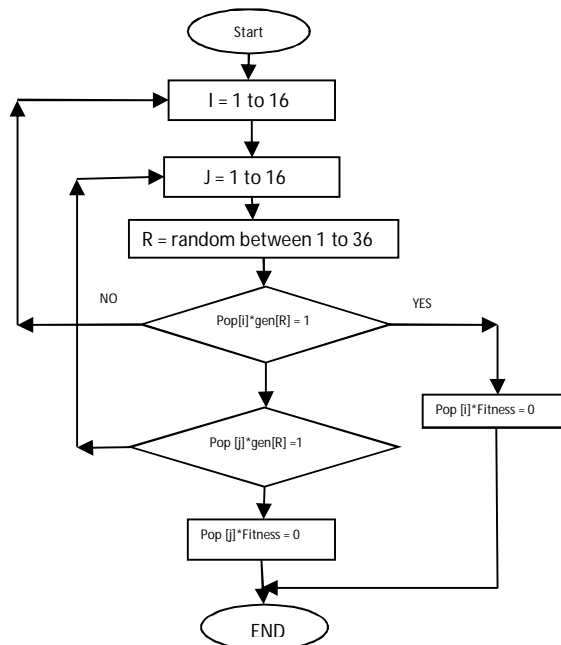 Start
I = 1 to 16
J = 1 to 16
R = random between 1 to 36
NO
YES
Pop[i]*gen[R] = 1
Pop [i]*Fitness = 0
Pop [j]*gen[R] =1
Pop [j]*Fitness = 0
END